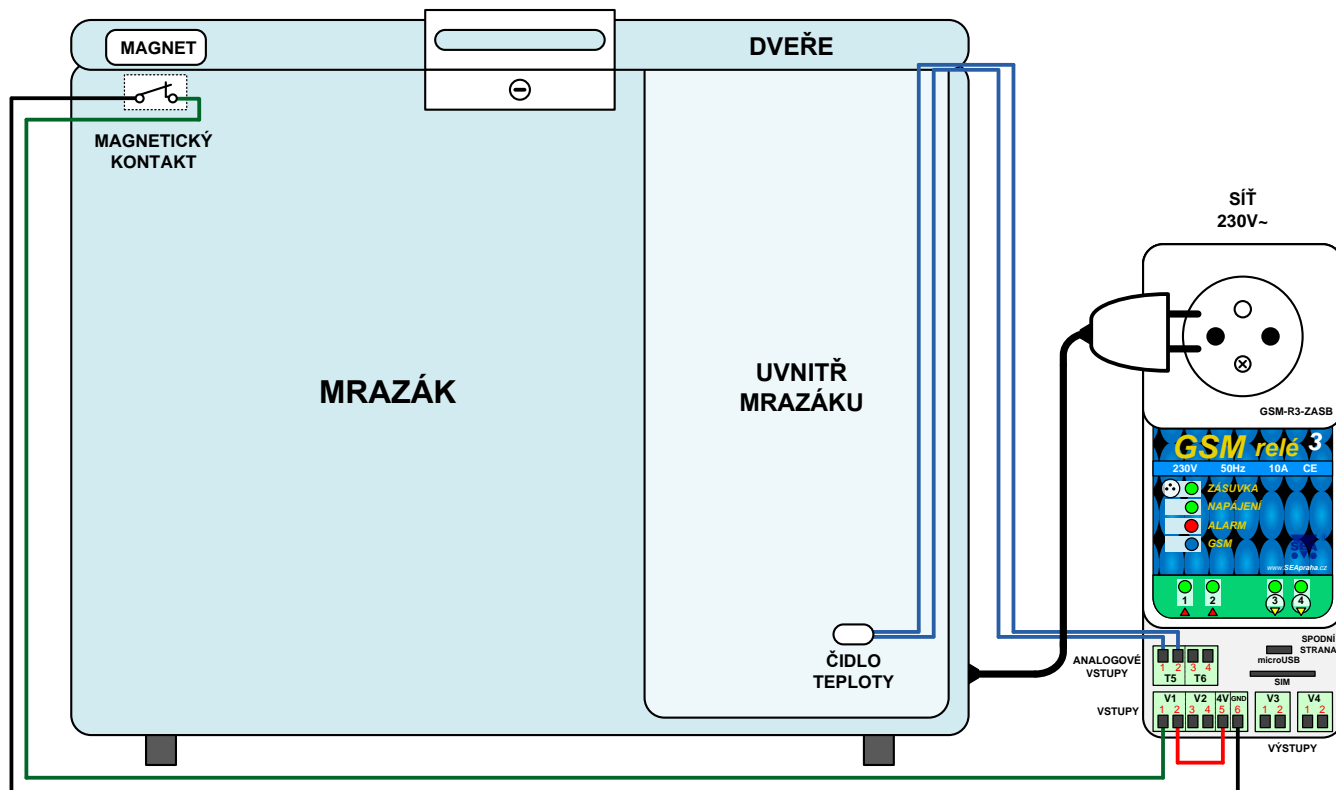 MAGNET
DVEŘE
MAGNETICKÝ
KONTAKT
MRAZÁK
UVNITŘ
MRAZÁKU
ČIDLO
TEPLOTY
SÍŤ
230V~
GSM-R3-ZASB
GSM relé 3
230V 50Hz 10A CE
ZÁSUVKA
NAPÁJENÍ
ALARM
GSM
SEA
www.SEApraha.cz
1 2 3 4
SPODNÍ
STRANA
microUSB
SIM
ANALOGOVÉ
VSTUPY
1 2 3 4
T5 T6
VSTUPY
V1 V2 4V GND
1 2 3 4 5 6
V3 V4
1 2 1 2
VÝSTUPY